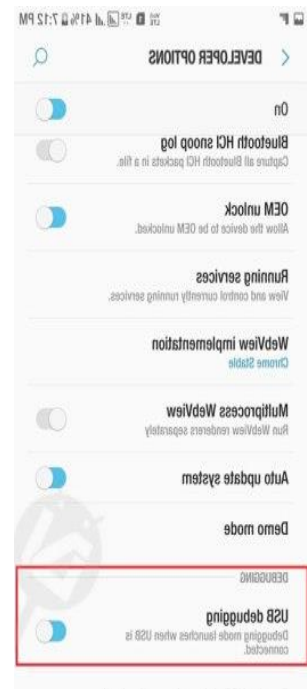 41% 7:12 PM
DEVELOPER OPTIONS
On
Bluetooth HCI snoop log
Capture all Bluetooth HCI packets in a file.
OEM unlock
Allow the device to be OEM unlocked.
Running services
View and control currently running services.
WebView implementation
Chrome Stable
Multiprocess WebView
Run WebView renderers separately
Auto update system
Demo mode
DEBUGGING
USB debugging
Debugging mode launches when USB is
connected.